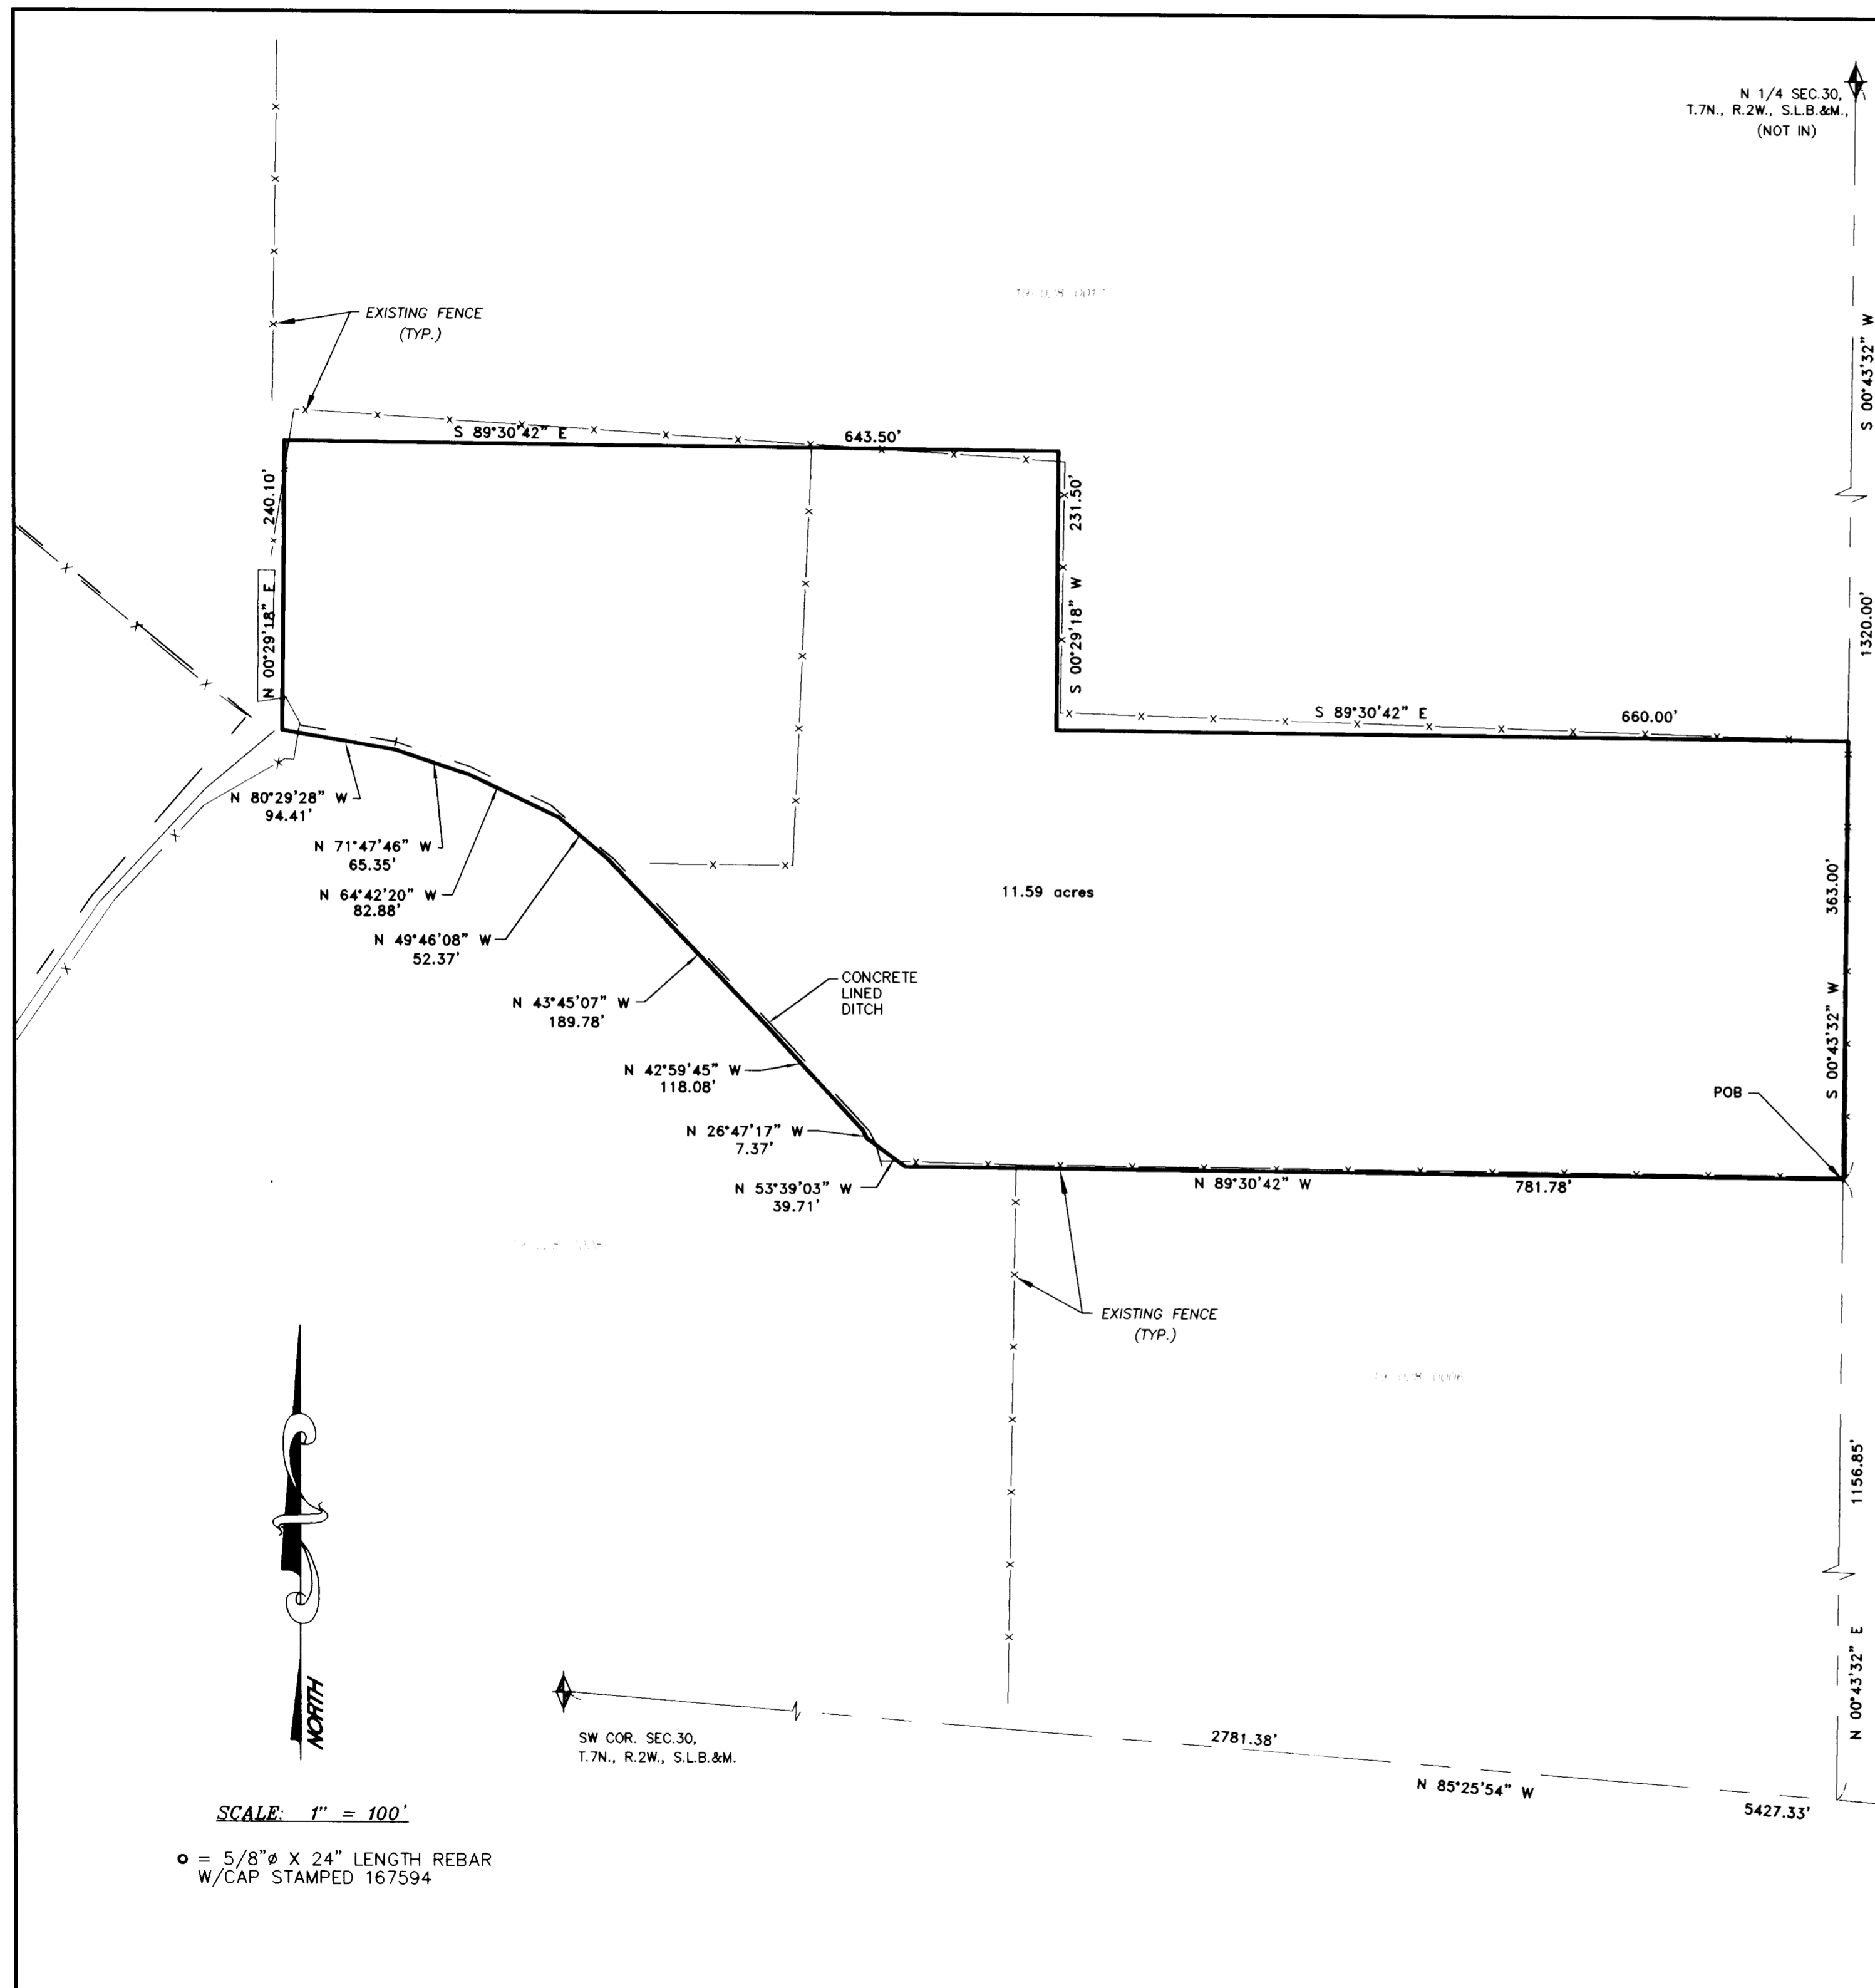 N 1/4 SEC.30,
T.7N., R.2W., S.L.B.&M.,
(NOT IN)
S 00°43'32" W
1320.00'
EXISTING FENCE
(TYP.)
S 89°30'42" E
643.50'
240.10'
N 00°29'18" E
231.50'
S 00°29'18" W
S 89°30'42" E
660.00'
N 80°29'28" W
94.41'
N 71°47'46" W
65.35'
N 64°42'20" W
82.88'
N 49°46'08" W
52.37'
N 43°45'07" W
189.78'
N 42°59'45" W
118.08'
N 26°47'17" W
7.37'
N 53°39'03" W
39.71'
CONCRETE
LINED
DITCH
11.59 acres
363.00'
S 00°43'32" W
POB
N 89°30'42" W
781.78'
EXISTING FENCE
(TYP.)
19-028-0006
1156.85'
N 00°43'32" E
NORTH
SW COR. SEC.30,
T.7N., R.2W., S.L.B.&M.
2781.38'
N 85°25'54" W
5427.33'
SCALE: 1" = 100'
= 5/8"ø X 24" LENGTH REBAR
W/CAP STAMPED 167594